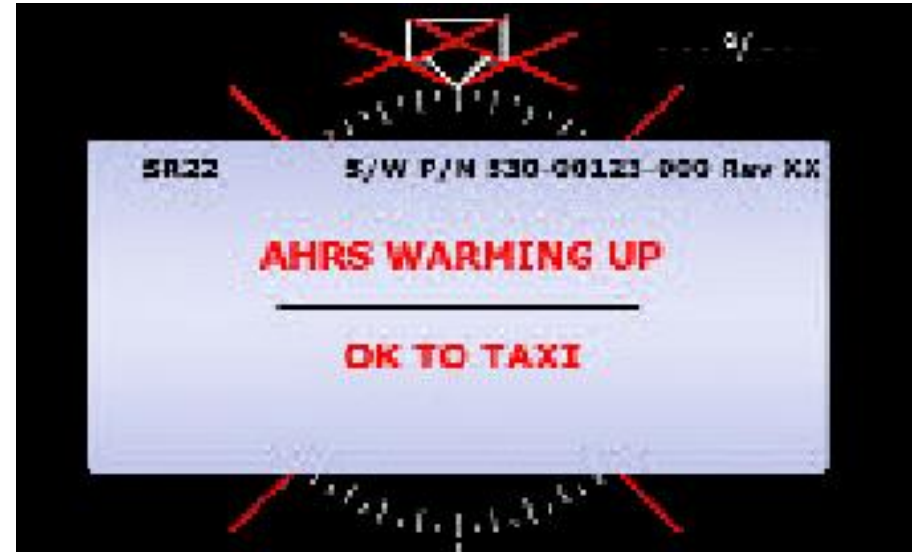 SR22 S/W P/N 530-00123-000 Rev XX
AHRS WARMING UP
OK TO TAXI